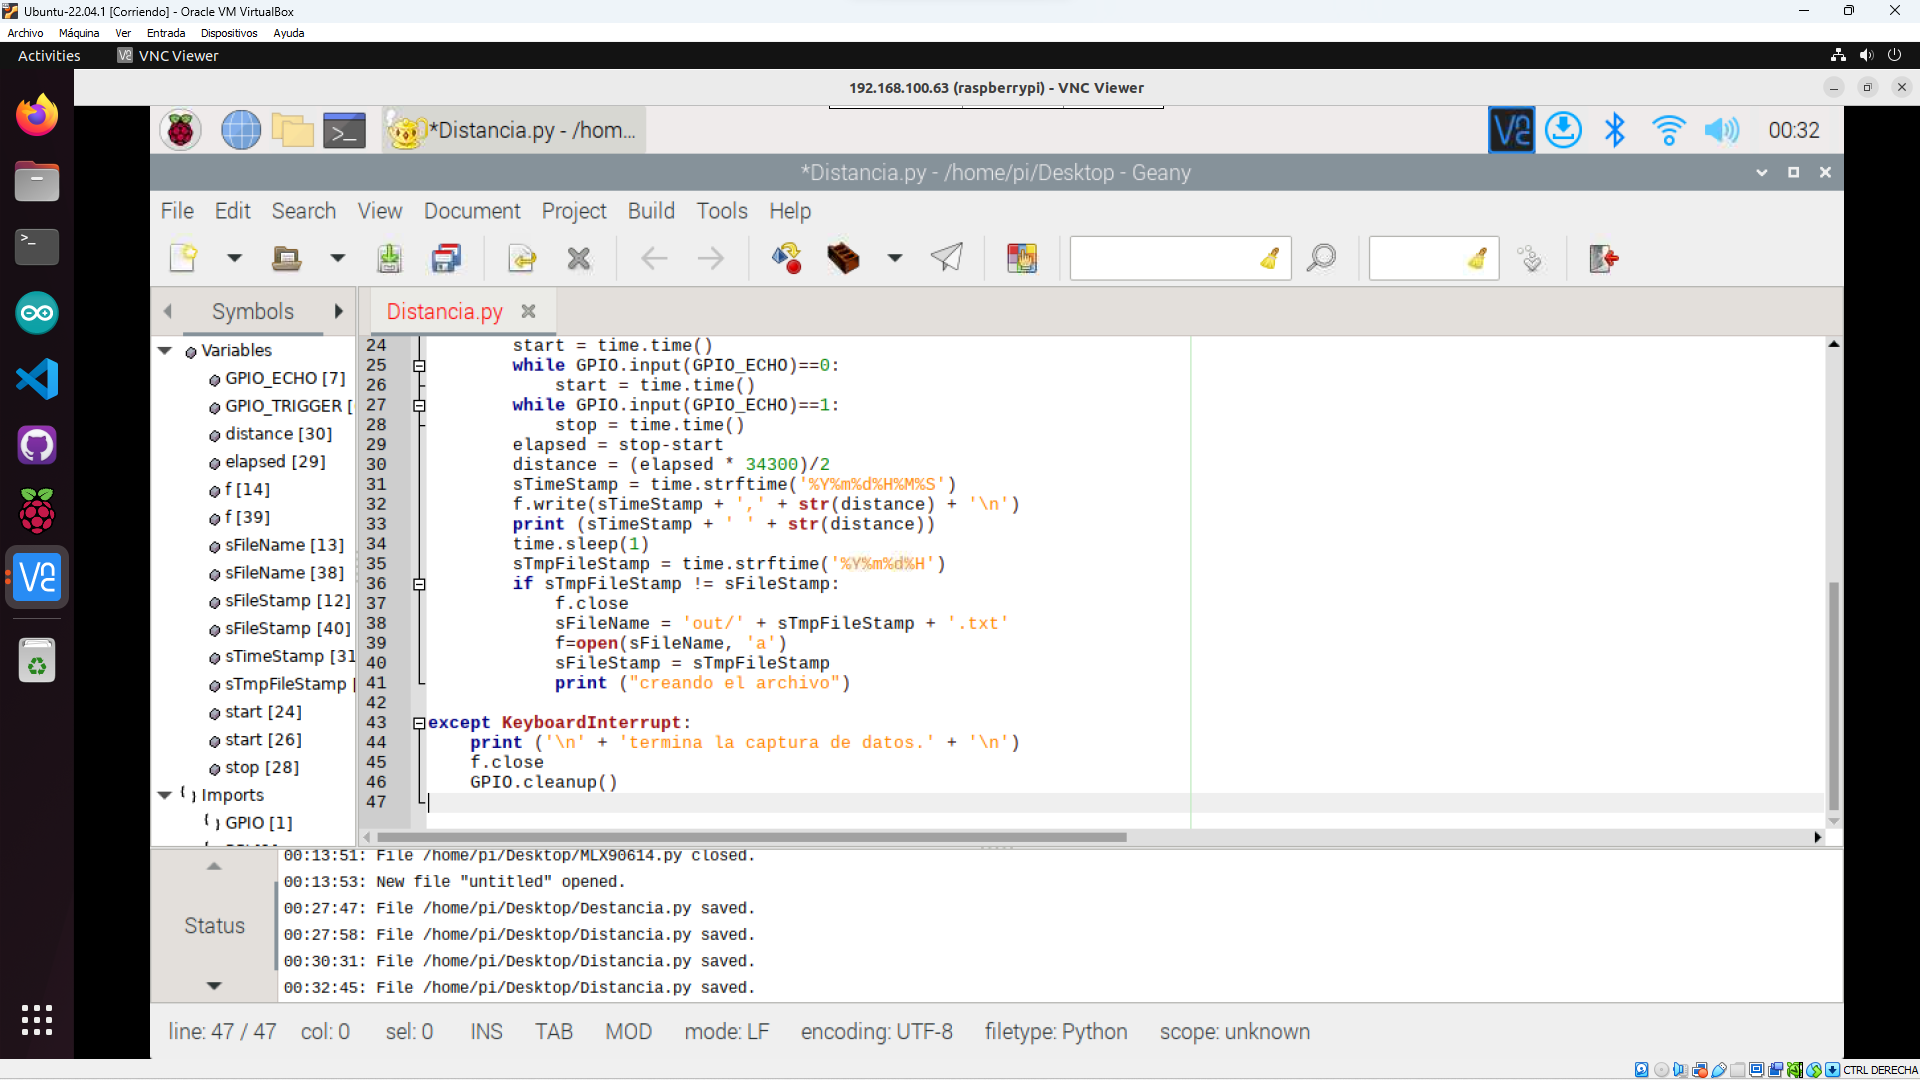 Ubuntu-22.04.1 [Corriendo] - Oracle VM VirtualBox
Archivo Máquina Ver Entrada Dispositivos Ayuda
Activities VNC Viewer
192.168.100.63 (raspberrypi) - VNC Viewer
*Distancia.py - /hom... 00:32
*Distancia.py - /home/pi/Desktop - Geany
File Edit Search View Document Project Build Tools Help
Symbols
Distancia.py
Variables
GPIO_ECHO [7]
GPIO_TRIGGER [
distance [30]
elapsed [29]
f [14]
f [39]
sFileName [13]
sFileName [38]
sFileStamp [12]
sFileStamp [40]
sTimeStamp [31
sTmpFileStamp [
start [24]
start [26]
stop [28]
Imports
GPIO [1]
24 start = time.time()
25 while GPIO.input(GPIO_ECHO)==0:
26 start = time.time()
27 while GPIO.input(GPIO_ECHO)==1:
28 stop = time.time()
29 elapsed = stop-start
30 distance = (elapsed * 34300)/2
31 sTimeStamp = time.strftime('%Y%m%d%H%M%S')
32 f.write(sTimeStamp + ',' + str(distance) + '\n')
33 print (sTimeStamp + ' ' + str(distance))
34 time.sleep(1)
35 sTmpFileStamp = time.strftime('%Y%m%d%H')
36 if sTmpFileStamp != sFileStamp:
37 f.close
38 sFileName = 'out/' + sTmpFileStamp + '.txt'
39 f=open(sFileName, 'a')
40 sFileStamp = sTmpFileStamp
41 print ("creando el archivo")
42
43 except KeyboardInterrupt:
44 print ('\n' + 'termina la captura de datos.' + '\n')
45 f.close
46 GPIO.cleanup()
47
Status
00:13:51: File /home/pi/Desktop/MLX90614.py closed.
00:13:53: New file "untitled" opened.
00:27:47: File /home/pi/Desktop/Destancia.py saved.
00:27:58: File /home/pi/Desktop/Distancia.py saved.
00:30:31: File /home/pi/Desktop/Distancia.py saved.
00:32:45: File /home/pi/Desktop/Distancia.py saved.
line: 47 / 47 col: 0 sel: 0 INS TAB MOD mode: LF encoding: UTF-8 filetype: Python scope: unknown
CTRL DERECHA